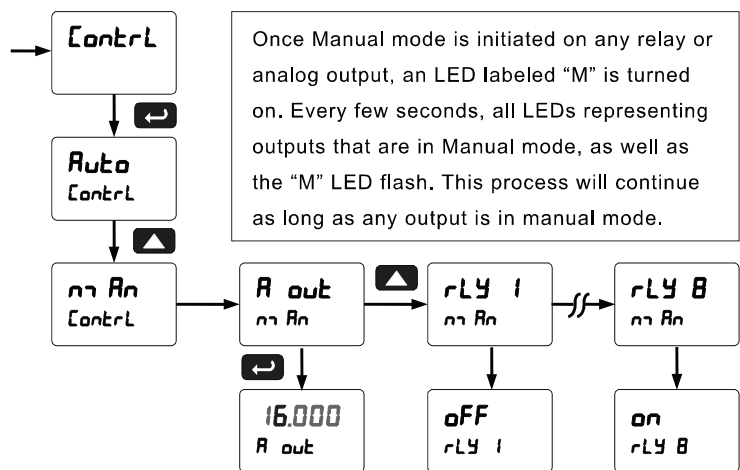 ContrL
Once Manual mode is initiated on any relay or
analog output, an LED labeled “M” is turned
on. Every few seconds, all LEDs representing
outputs that are in Manual mode, as well as
the “M” LED flash. This process will continue
as long as any output is in manual mode.
Auto
ContrL
mAn
ContrL
A out
mAn
rLY 1
mAn
rLY 8
mAn
16.000
A out
oFF
rLY 1
on
rLY 8